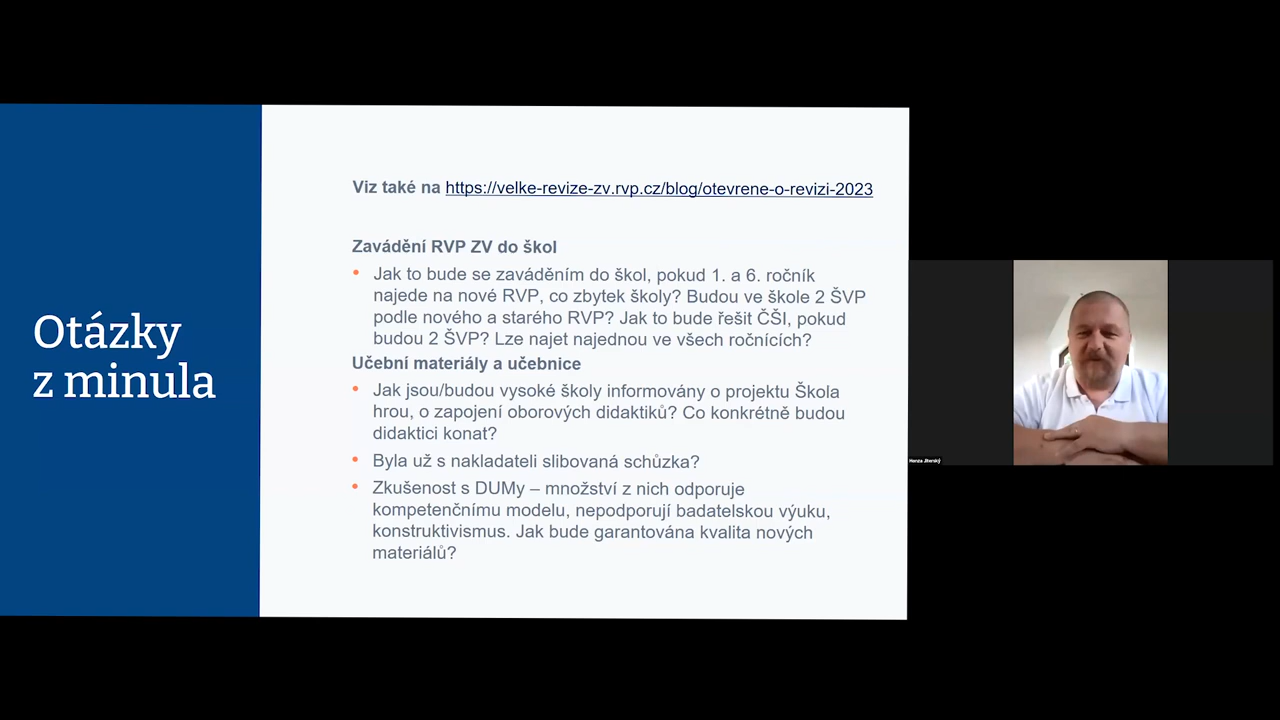 Otázky
z minula
Viz také na https://velke-revize-zv.rvp.cz/blog/otevrene-o-revizi-2023
Zavádění RVP ZV do škol
• Jak to bude se zaváděním do škol, pokud 1. a 6. ročník
najede na nové RVP, co zbytek školy? Budou ve škole 2 ŠVP
podle nového a starého RVP? Jak to bude řešit ČŠI, pokud
budou 2 ŠVP? Lze najet najednou ve všech ročnících?
Učební materiály a učebnice
• Jak jsou/budou vysoké školy informovány o projektu Škola
hrou, o zapojení oborových didaktiků? Co konkrétně budou
didaktici konat?
• Byla už s nakladateli slibovaná schůzka?
• Zkušenost s DUMy – množství z nich odporuje
kompetenčnímu modelu, nepodporují badatelskou výuku,
konstruktivismus. Jak bude garantována kvalita nových
materiálů?
Honza Jiterský